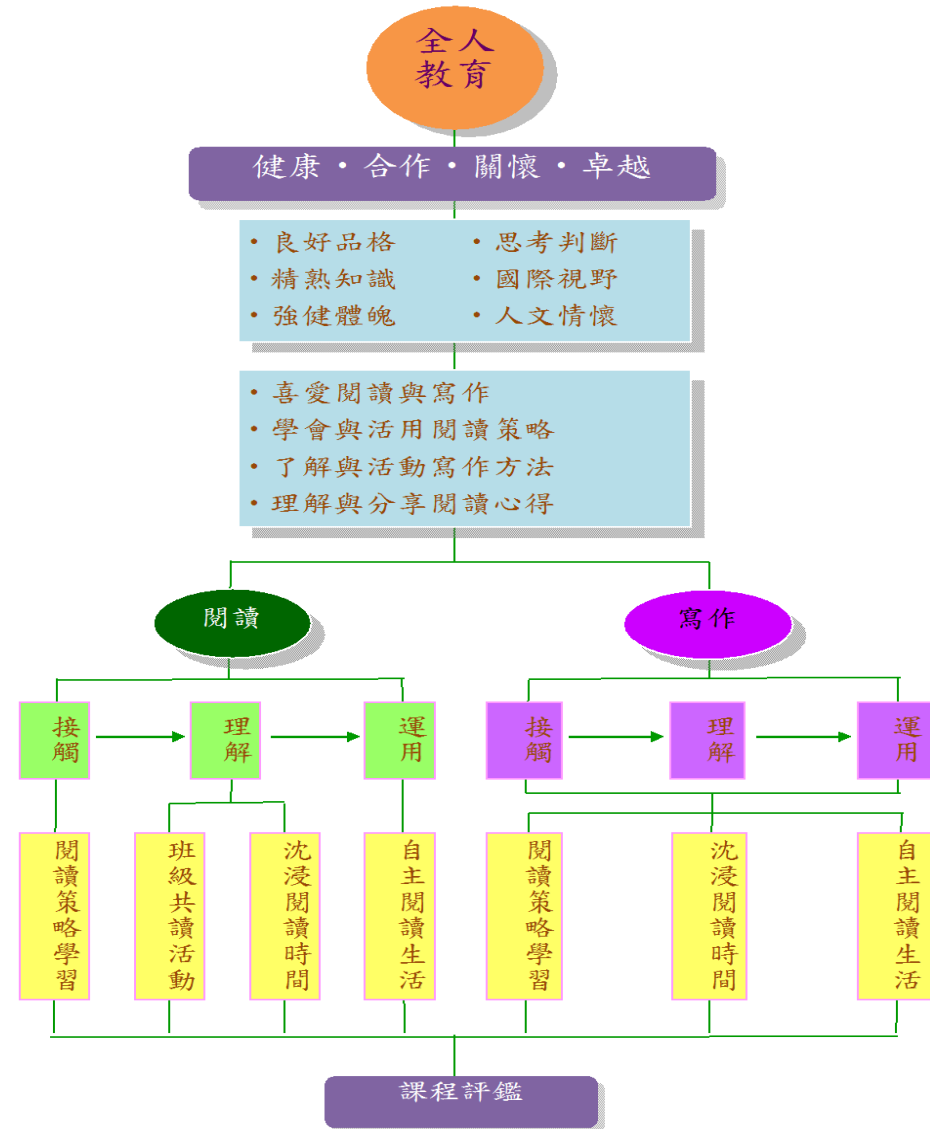 全人
教育
健康・合作・關懷・卓越
・良好品格
・精熟知識
・強健體魄
・思考判斷
・國際視野
・人文情懷
・喜愛閱讀與寫作
・學會與活用閱讀策略
・了解與活動寫作方法
・理解與分享閱讀心得
閱讀
寫作
接觸
理解
運用
接觸
理解
運用
閱讀策略學習
班級共讀活動
沈浸閱讀時間
自主閱讀生活
閱讀策略學習
沈浸閱讀時間
自主閱讀生活
課程評鑑